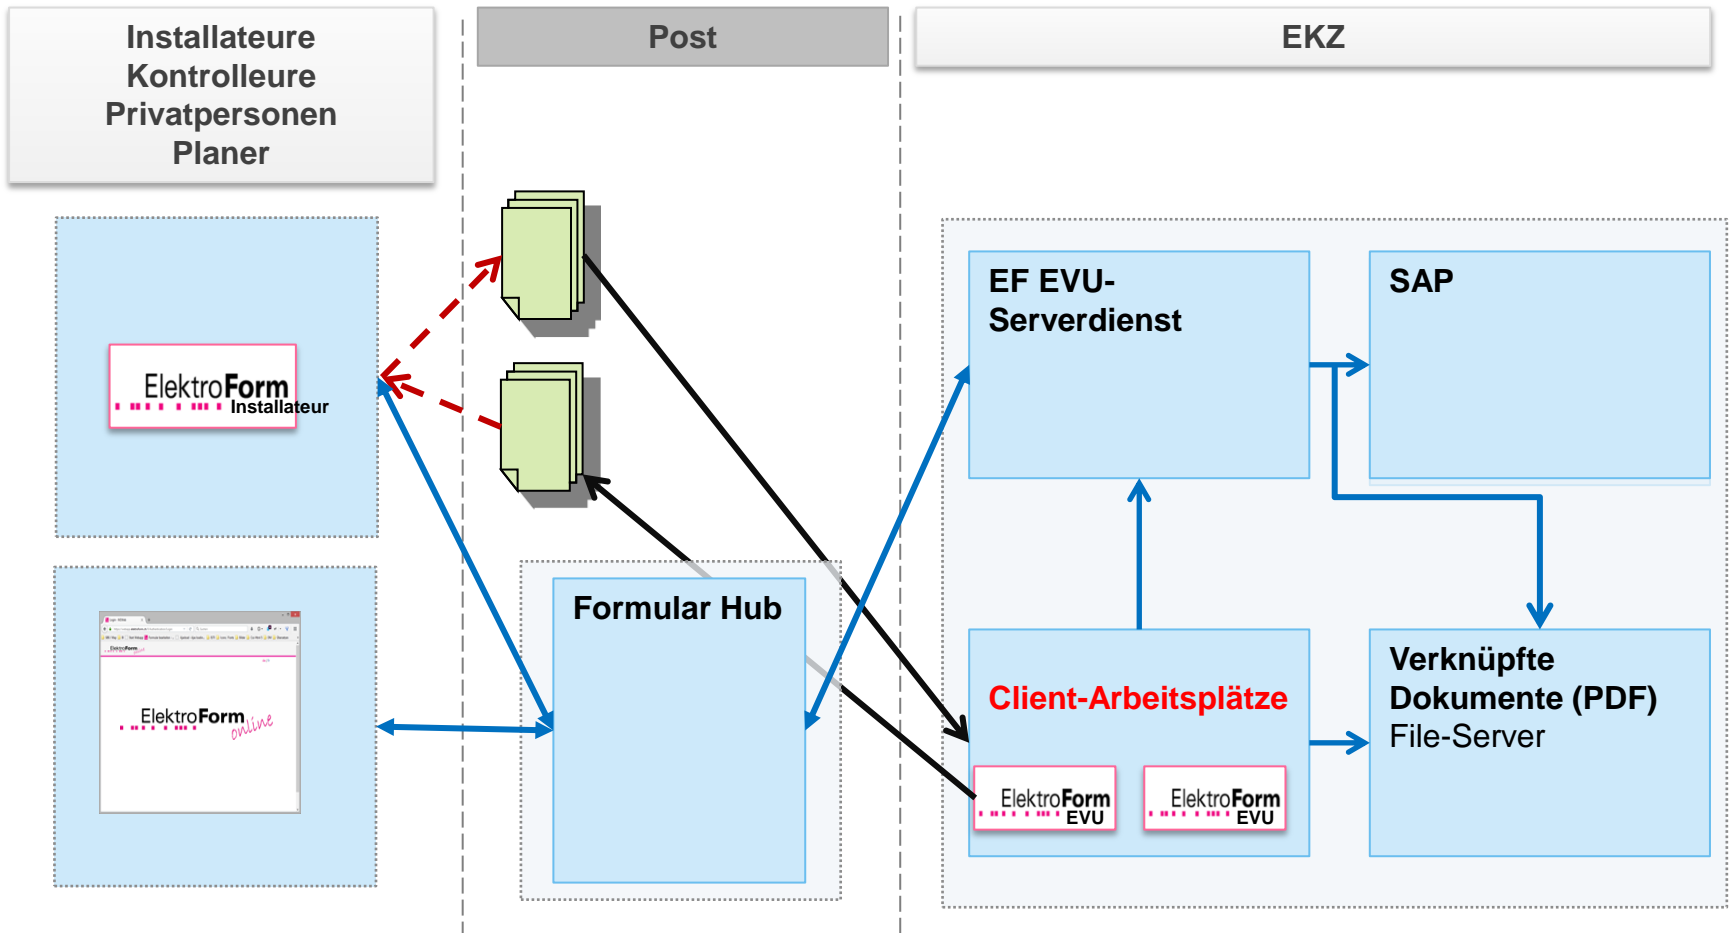 Installateure
Kontrolleure
Privatpersonen
Planer
Post
EKZ
ElektroForm
Installateur
ElektroForm
ElektroForm
online
Formular Hub
EF EVU-
Serverdienst
SAP
Client-Arbeitsplätze
ElektroForm
EVU
ElektroForm
EVU
Verknüpfte
Dokumente (PDF)
File-Server